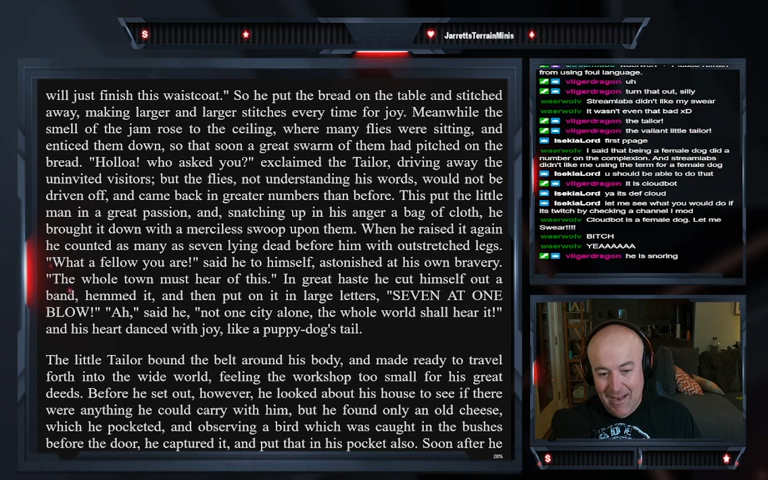 JarrettsTerrainMinis
will just finish this waistcoat." So he put the bread on the table and stitched
away, making larger and larger stitches every time for joy. Meanwhile the
smell of the jam rose to the ceiling, where many flies were sitting, and
enticed them down, so that soon a great swarm of them had pitched on the
bread. "Holloa! who asked you?" exclaimed the Tailor, driving away the
uninvited visitors; but the flies, not understanding his words, would not be
driven off, and came back in greater numbers than before. This put the little
man in a great passion, and, snatching up in his anger a bag of cloth, he
brought it down with a merciless swoop upon them. When he raised it again
he counted as many as seven lying dead before him with outstretched legs.
"What a fellow you are!" said he to himself, astonished at his own bravery.
"The whole town must hear of this." In great haste he cut himself out a
band, hemmed it, and then put on it in large letters, "SEVEN AT ONE
BLOW!" "Ah," said he, "not one city alone, the whole world shall hear it!"
and his heart danced with joy, like a puppy-dog's tail.
The little Tailor bound the belt around his body, and made ready to travel
forth into the wide world, feeling the workshop too small for his great
deeds. Before he set out, however, he looked about his house to see if there
were anything he could carry with him, but he found only an old cheese,
which he pocketed, and observing a bird which was caught in the bushes
before the door, he captured it, and put that in his pocket also. Soon after he
28%
from using foul language.
vilgerdragon uh
vilgerdragon turn that out, silly
waerwolv Streamlabs didn't like my swear
waerwolv It wasn't even that bad xD
vilgerdragon the tailor!
vilgerdragon the valiant little tailor!
IsekiaLord first ppage
waerwolv I said that being a female dog did a
number on the complexion. And streamlabs
didn't like me using the term for a female dog
IsekiaLord u should be able to do that
vilgerdragon it is cloudbot
IsekiaLord ya its def cloud
IsekiaLord let me see what you would do if
its twitch by checking a channel i mod
waerwolv Cloudbot is a female dog. Let me
Swear!!!!
waerwolv BITCH
waerwolv YEAAAAAA
vilgerdragon he is snoring